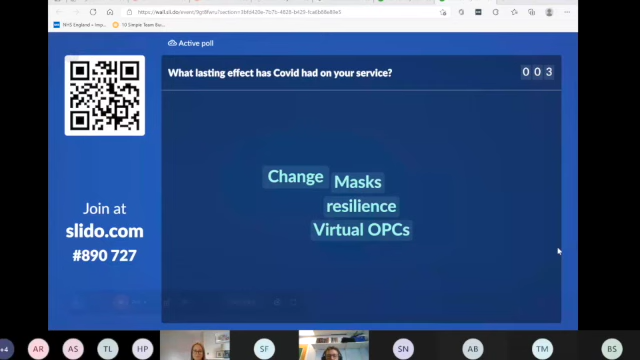 NHS England
10 Simple Team Bui...
Active poll
What lasting effect has Covid had on your service?
0 0 3
Change
Masks
resilience
Virtual OPCs
Join at
slido.com
#890 727
+4
AR
AS
TL
HP
SF
SN
AB
TM
BS